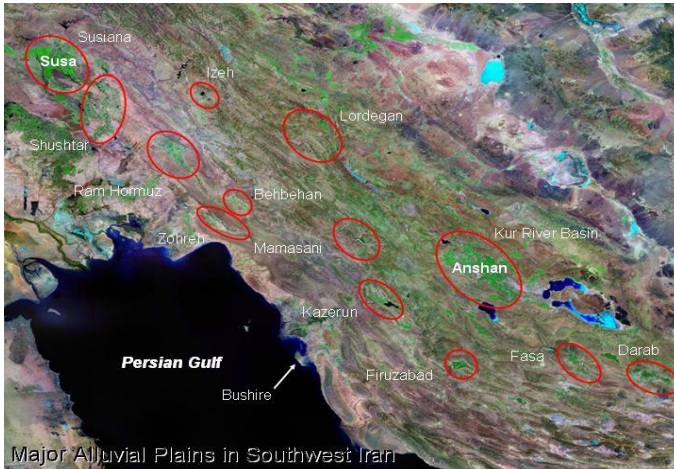 Susiana
Susa
Izeh
Lordegan
Shushtar
Ram Hormuz
Behbehan
Zohreh
Mamasani
Kur River Basin
Anshan
Kazerun
Persian Gulf
Firuzabad
Fasa
Darab
Bushire
Major Alluvial Plains in Southwest Iran